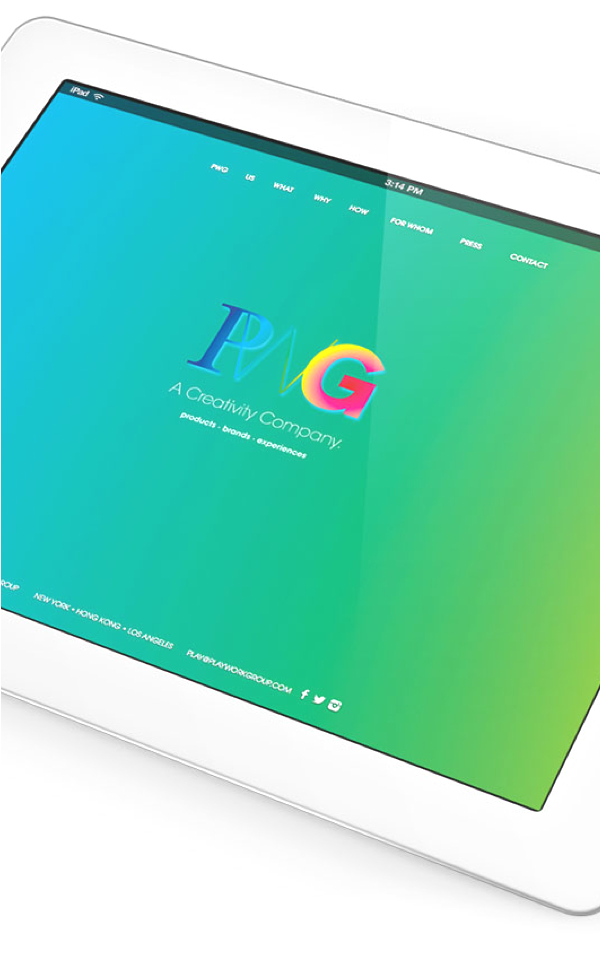 iPad
3:14 PM
PWG US WHAT WHY HOW FOR WHOM PRESS CONTACT
PWG
A Creativity Company.
products · brands · experiences
NEW YORK • HONG KONG • LOS ANGELES PLAY@PLAYWORKGROUP.COM